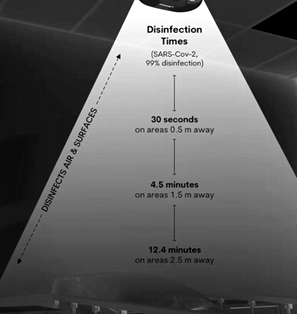 Disinfection
Times
(SARS-Cov-2,
99% disinfection)
DISINFECTS AIR & SURFACES
30 seconds
on areas 0.5 m away
4.5 minutes
on areas 1.5 m away
12.4 minutes
on areas 2.5 m away